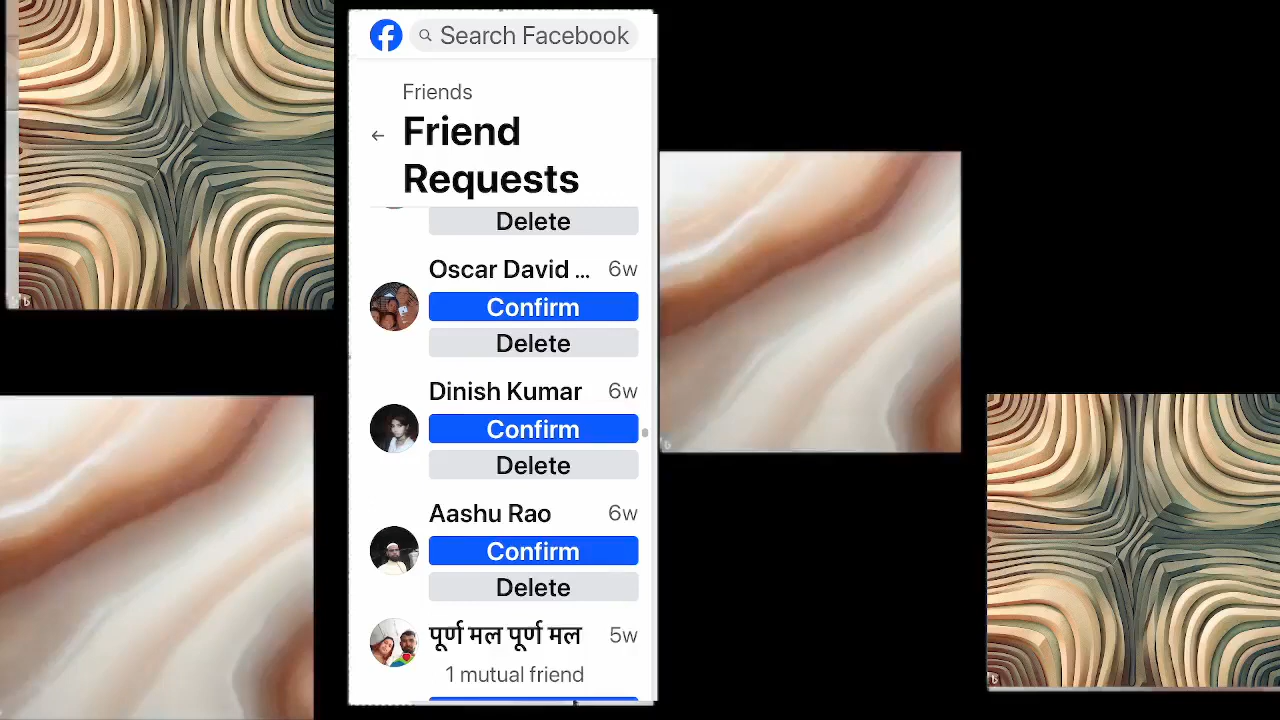 Search Facebook
Friends
Friend
Requests
Delete
Oscar David ... 6w
Confirm
Delete
Dinish Kumar 6w
Confirm
Delete
Aashu Rao 6w
Confirm
Delete
पूर्ण मल पूर्ण मल 5w
1 mutual friend